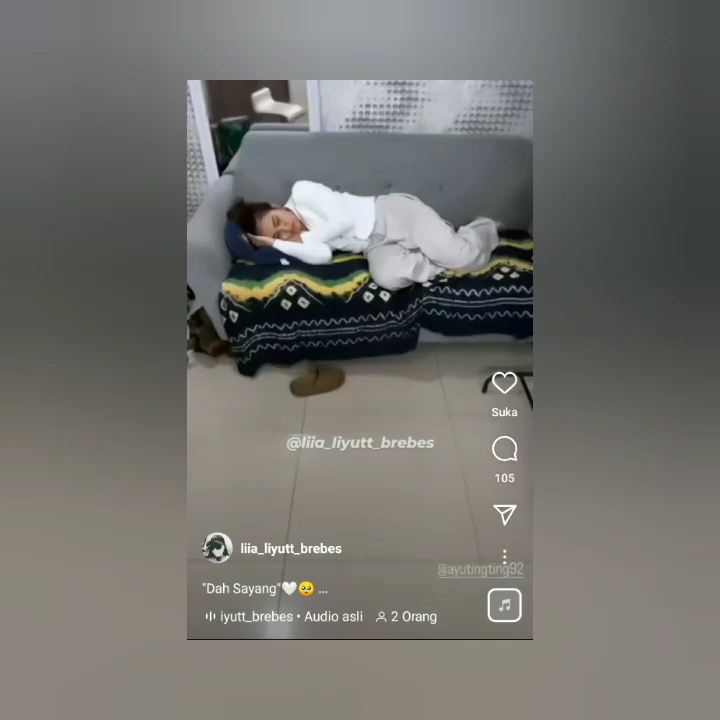 Suka
@liia_liyutt_brebes
105
liia_liyutt_brebes
@ayutingting92
"Dah Sayang"🤍🥺 ...
iyutt_brebes • Audio asli 2 Orang